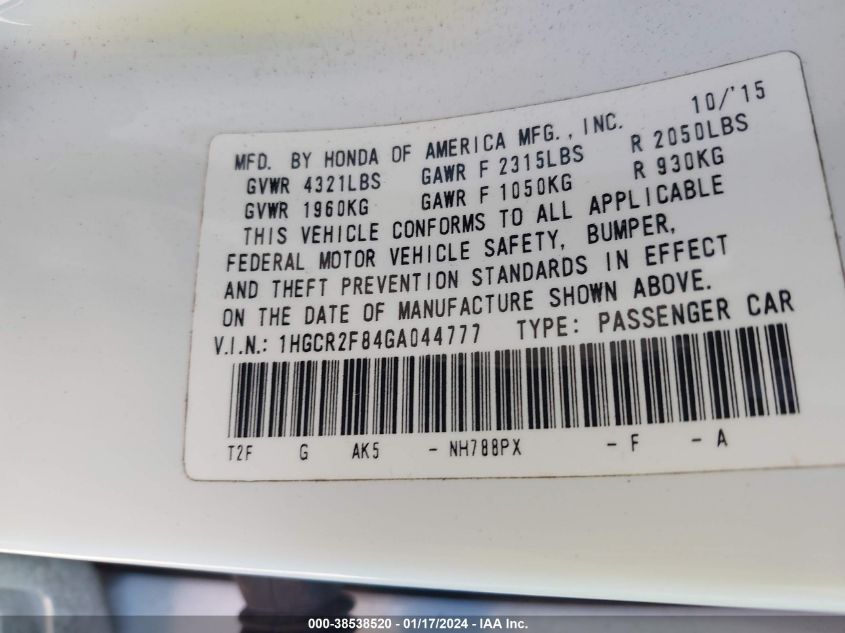 MFD. BY HONDA OF AMERICA MFG., INC. 10/'15
GVWR 4321LBS GAWR F 2315LBS R 2050LBS
GVWR 1960KG GAWR F 1050KG R 930KG
THIS VEHICLE CONFORMS TO ALL APPLICABLE
FEDERAL MOTOR VEHICLE SAFETY, BUMPER,
AND THEFT PREVENTION STANDARDS IN EFFECT
ON THE DATE OF MANUFACTURE SHOWN ABOVE.
V.I.N.: 1HGCR2F84GA044777 TYPE: PASSENGER CAR
T2F G AK5 - NH788PX - F - A
000-38538520 - 01/17/2024 - IAA Inc.